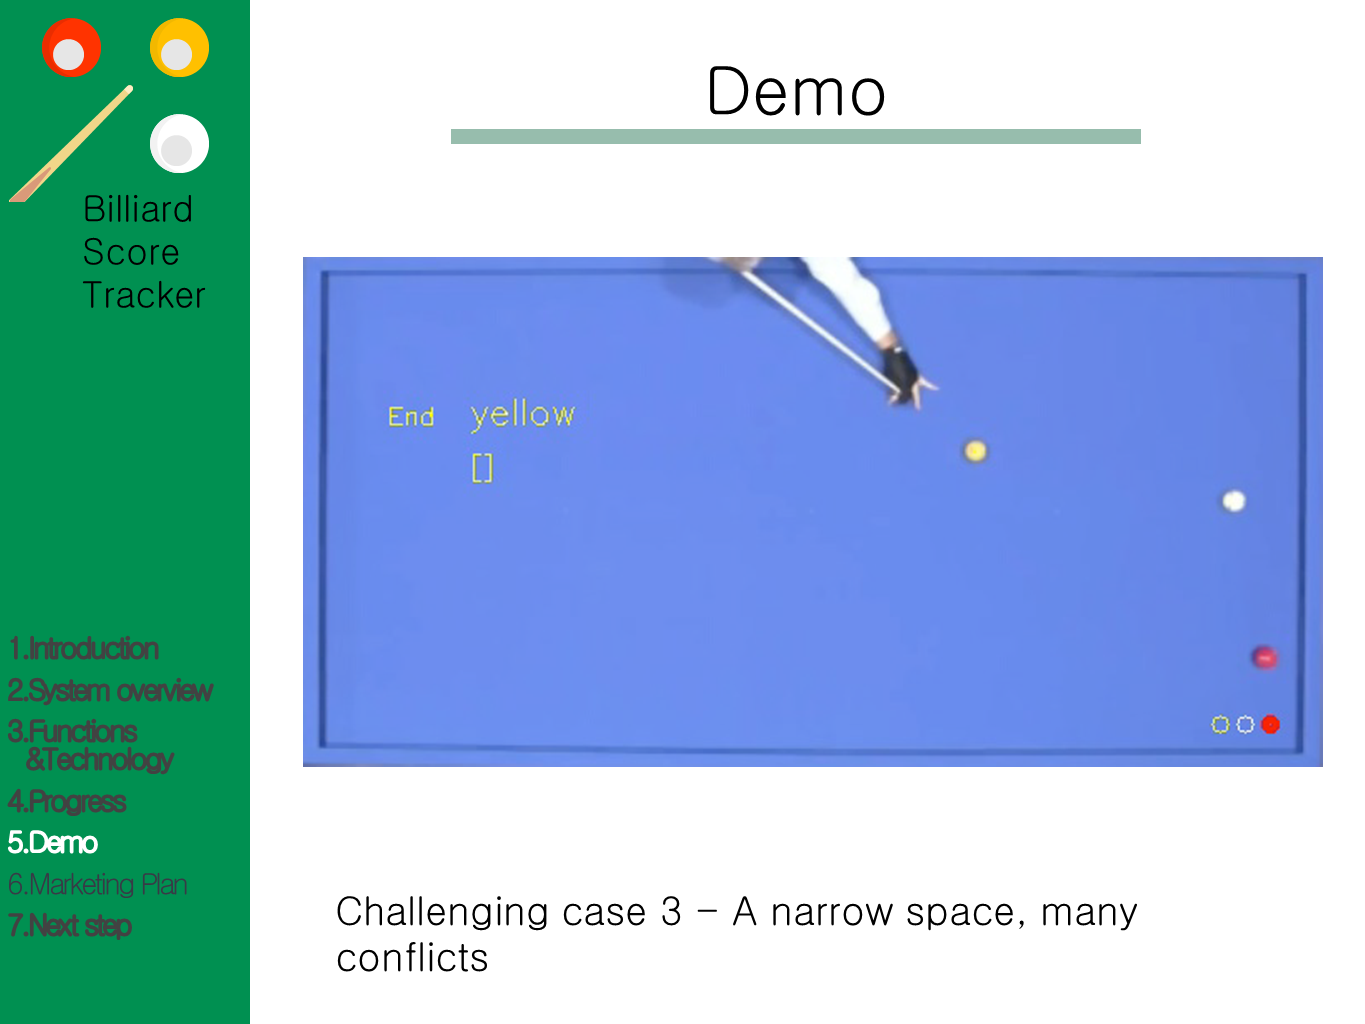 Billiard
Score
Tracker
1.Introduction
2.System overview
3.Functions
&Technology
4.Progress
5.Demo
6.Marketing Plan
7.Next step
Demo
End yellow
[]
Challenging case 3 – A narrow space, many
conflicts